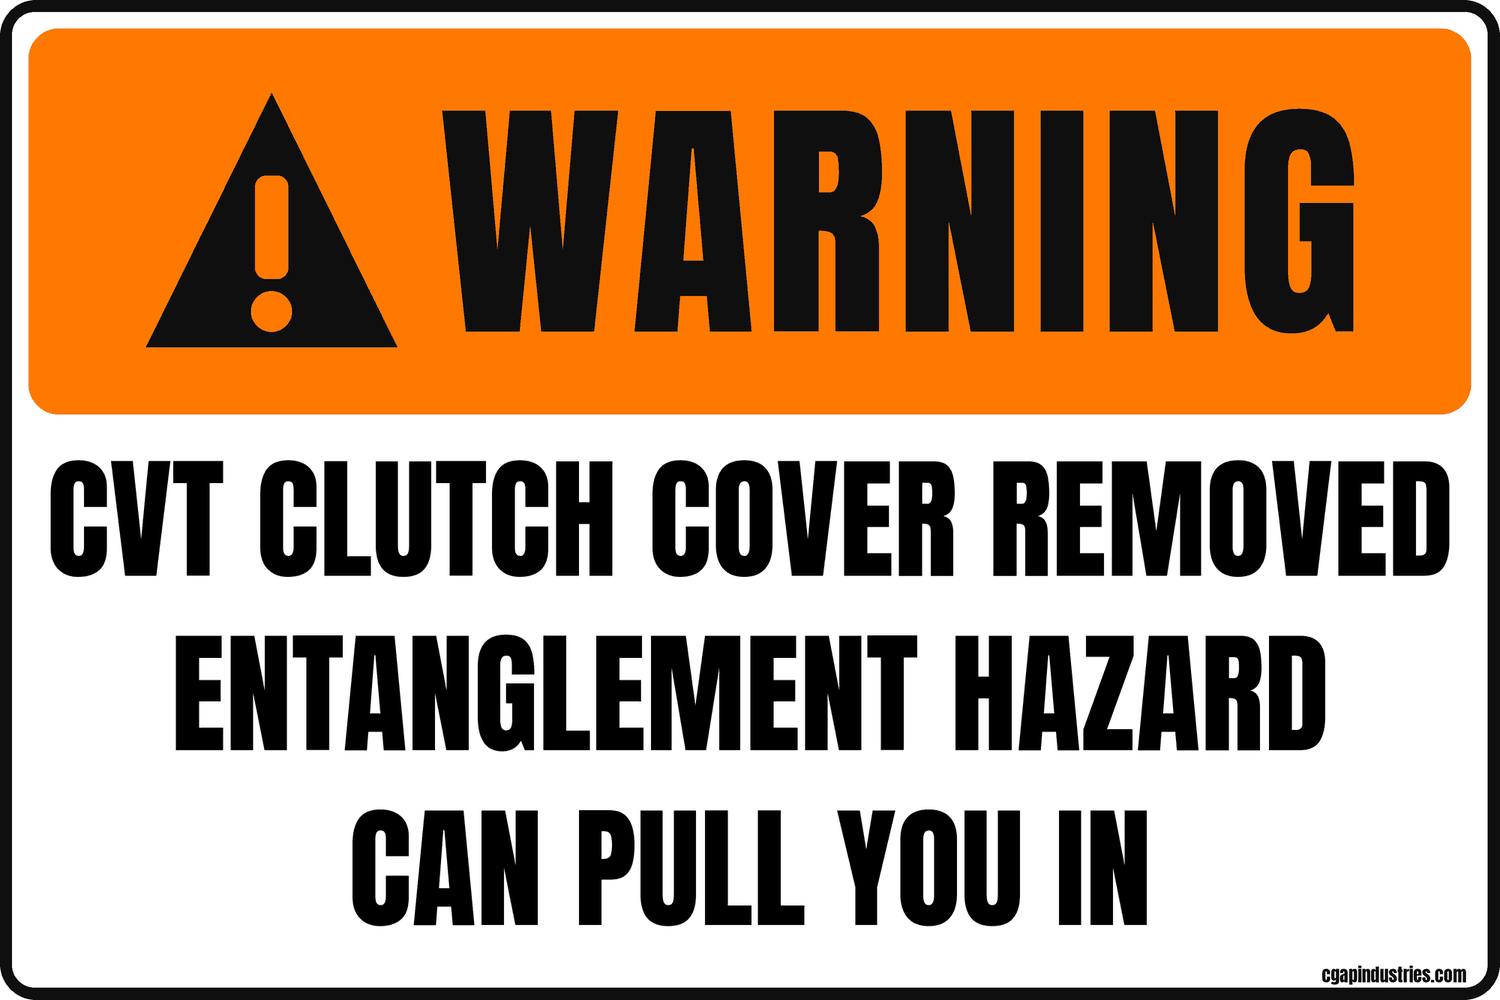 WARNING
CVT CLUTCH COVER REMOVED
ENTANGLEMENT HAZARD
CAN PULL YOU IN
cgapindustries.com